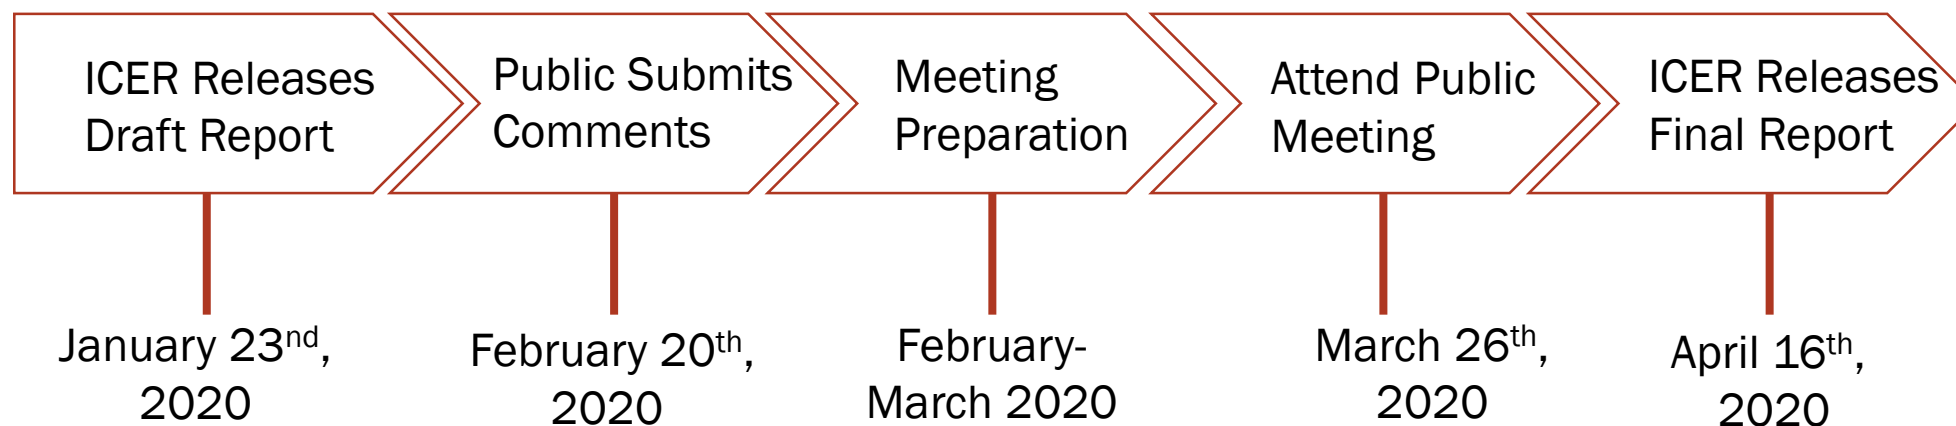 ICER Releases
Draft Report
Public Submits
Comments
Meeting
Preparation
Attend Public
Meeting
ICER Releases
Final Report
January 23nd,
2020
February 20th,
2020
February-
March 2020
March 26th,
2020
April 16th,
2020